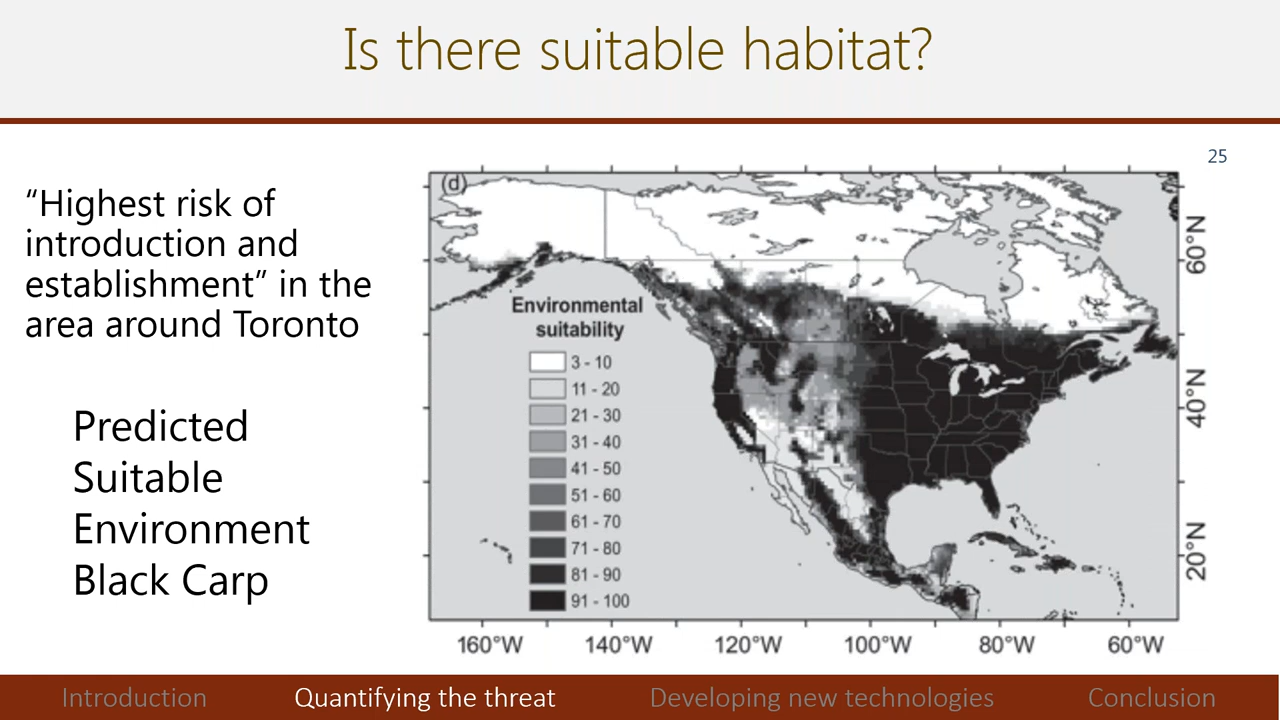 Is there suitable habitat?
25
“Highest risk of
introduction and
establishment” in the
area around Toronto
Predicted
Suitable
Environment
Black Carp
(d)
Environmental
suitability
3 - 10
11 - 20
21 - 30
31 - 40
41 - 50
51 - 60
61 - 70
71 - 80
81 - 90
91 - 100
60°N
40°N
20°N
160°W 140°W 120°W 100°W 80°W 60°W
Introduction Quantifying the threat Developing new technologies Conclusion